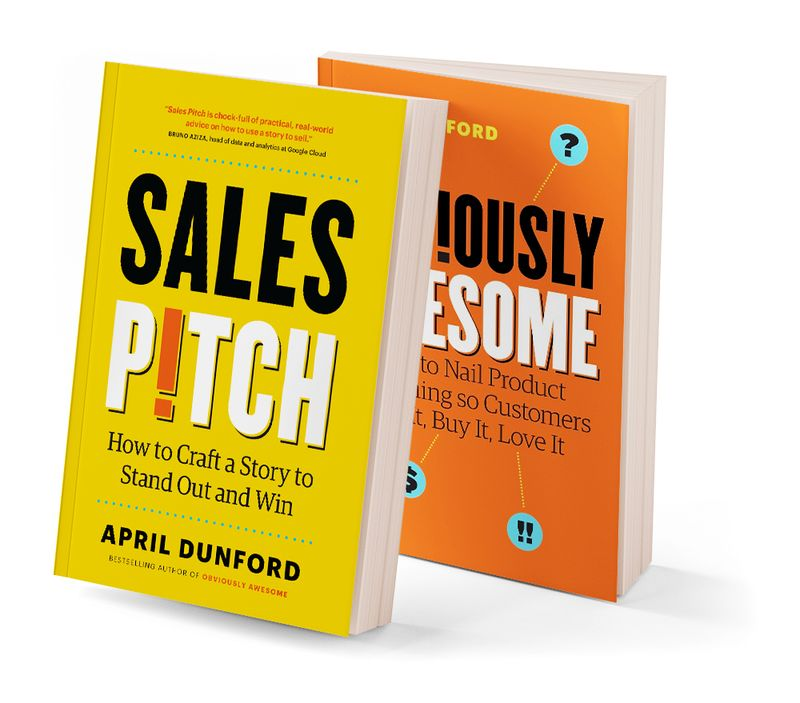 "Sales Pitch is chock-full of practical, real-world
advice on how to use a story to sell."
BRUNO AZIZA, head of data and analytics at Google Cloud
SALES
P!TCH
How to Craft a Story to
Stand Out and Win
APRIL DUNFORD
BESTSELLING AUTHOR OF OBVIOUSLY AWESOME
FORD
?
!OUSLY
ESOME
to Nail Product
ning so Customers
t, Buy It, Love It
$
!!